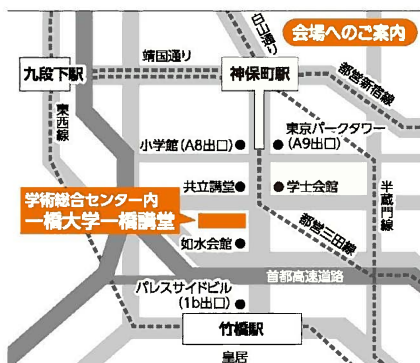 会場へのご案内
白山通り
靖国通り
九段下駅
神保町駅
都営新宿線
東西線
小学館(A8出口)
東京パークタワー
(A9出口)
共立講堂
学士会館
半蔵門線
学術総合センター内
一橋大学一橋講堂
如水会館
都営三田線
首都高速道路
パレスサイドビル
(1b出口)
竹橋駅
皇居